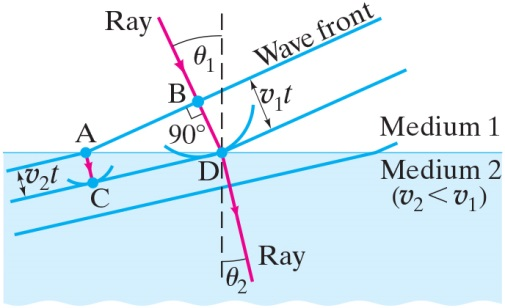 Ray
θ₁
Wave front
B
v₁t
90°
A
Medium 1
D
Medium 2
v₂t
C
(v₂<v₁)
Ray
θ₂